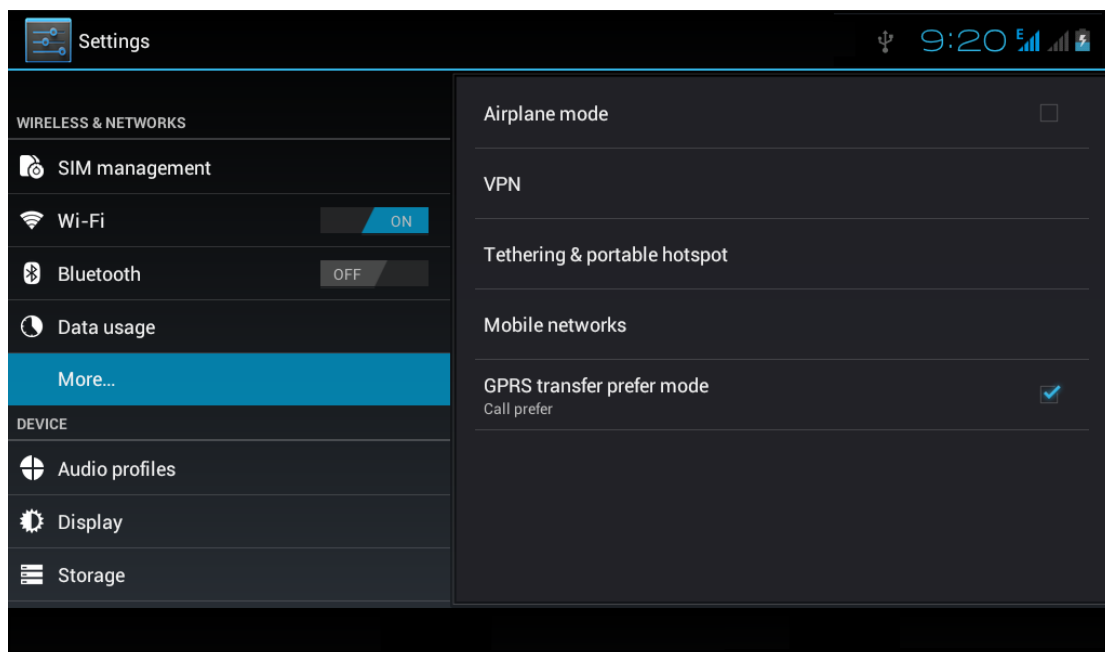 Settings
9:20 E
WIRELESS & NETWORKS
SIM management
Wi-Fi
ON
Bluetooth
OFF
Data usage
More...
DEVICE
Audio profiles
Display
Storage
Airplane mode
VPN
Tethering & portable hotspot
Mobile networks
GPRS transfer prefer mode
Call prefer